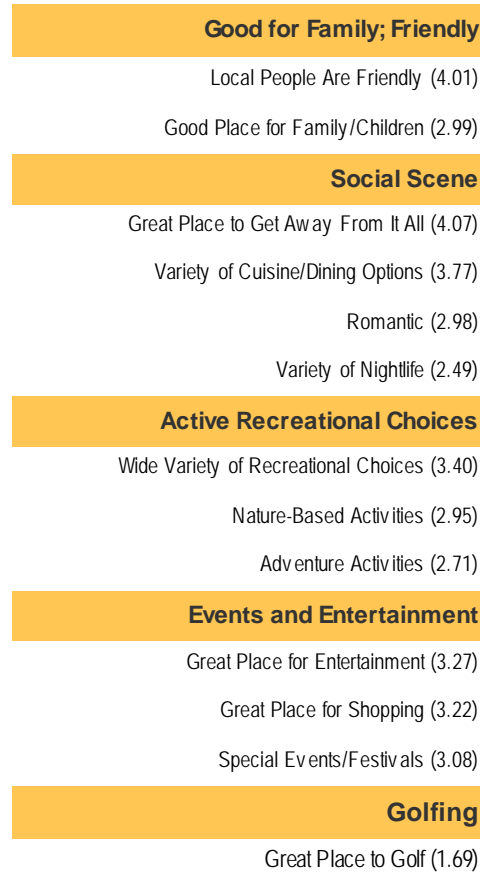 Good for Family; Friendly
Local People Are Friendly (4.01)
Good Place for Family/Children (2.99)
Social Scene
Great Place to Get Away From It All (4.07)
Variety of Cuisine/Dining Options (3.77)
Romantic (2.98)
Variety of Nightlife (2.49)
Active Recreational Choices
Wide Variety of Recreational Choices (3.40)
Nature-Based Activities (2.95)
Adventure Activities (2.71)
Events and Entertainment
Great Place for Entertainment (3.27)
Great Place for Shopping (3.22)
Special Events/Festivals (3.08)
Golfing
Great Place to Golf (1.69)